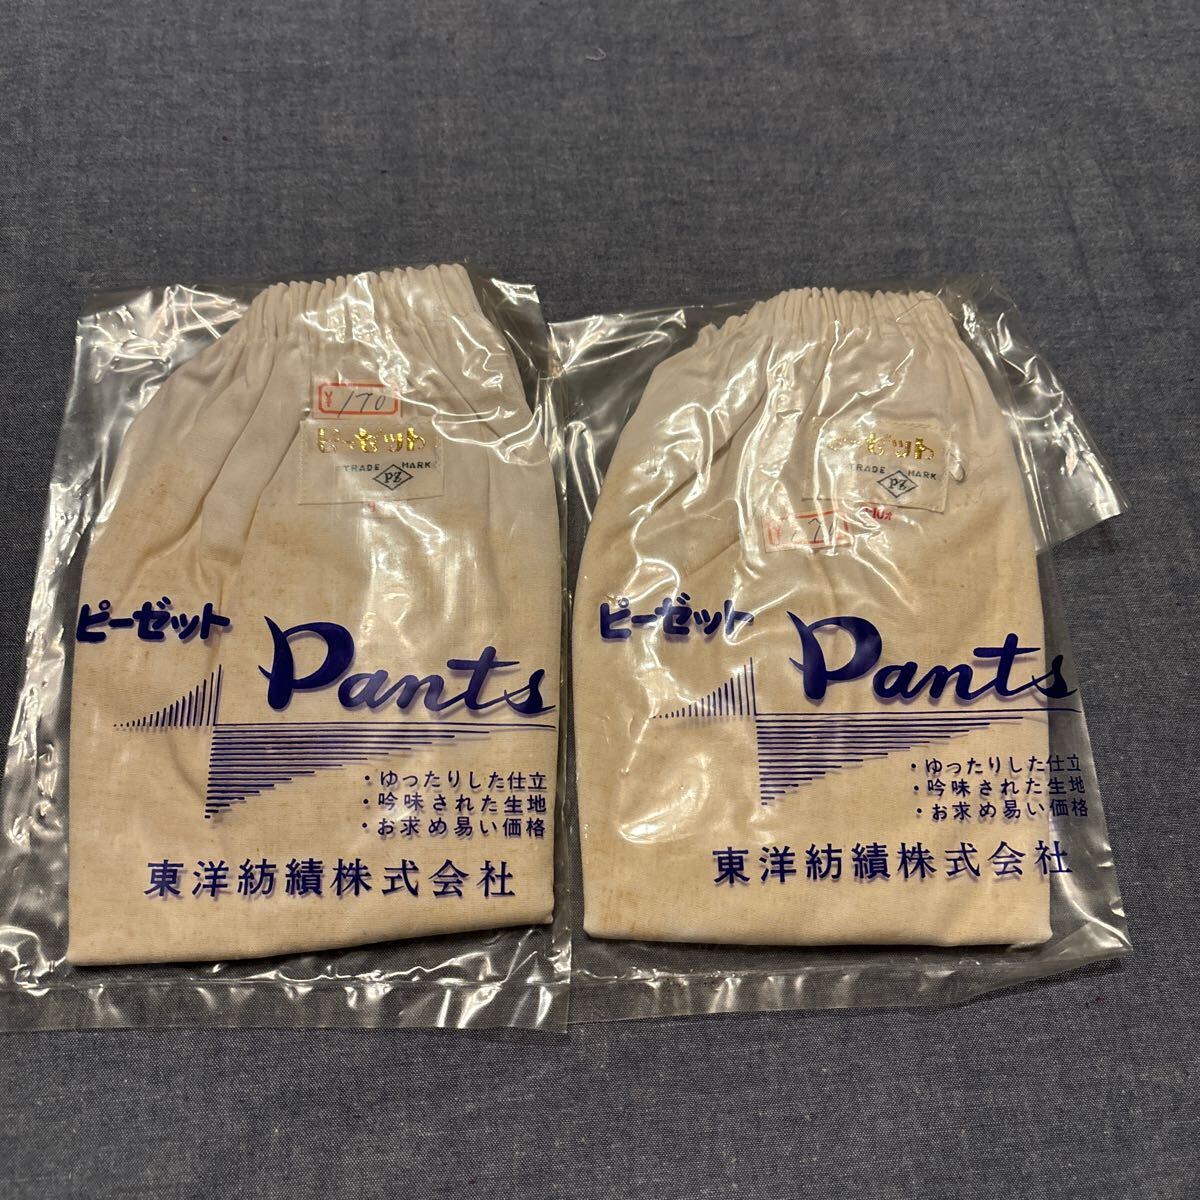 ¥170
ピーゼット
TRADE MARK
PZ
ピーゼット
Pants
・ゆったりした仕立
・吟味された生地
・お求め易い価格
東洋紡績株式会社
ピーゼット
TRADE MARK
PZ
ピーゼット
Pants
・ゆったりした仕立
・吟味された生地
・お求め易い価格
東洋紡績株式会社